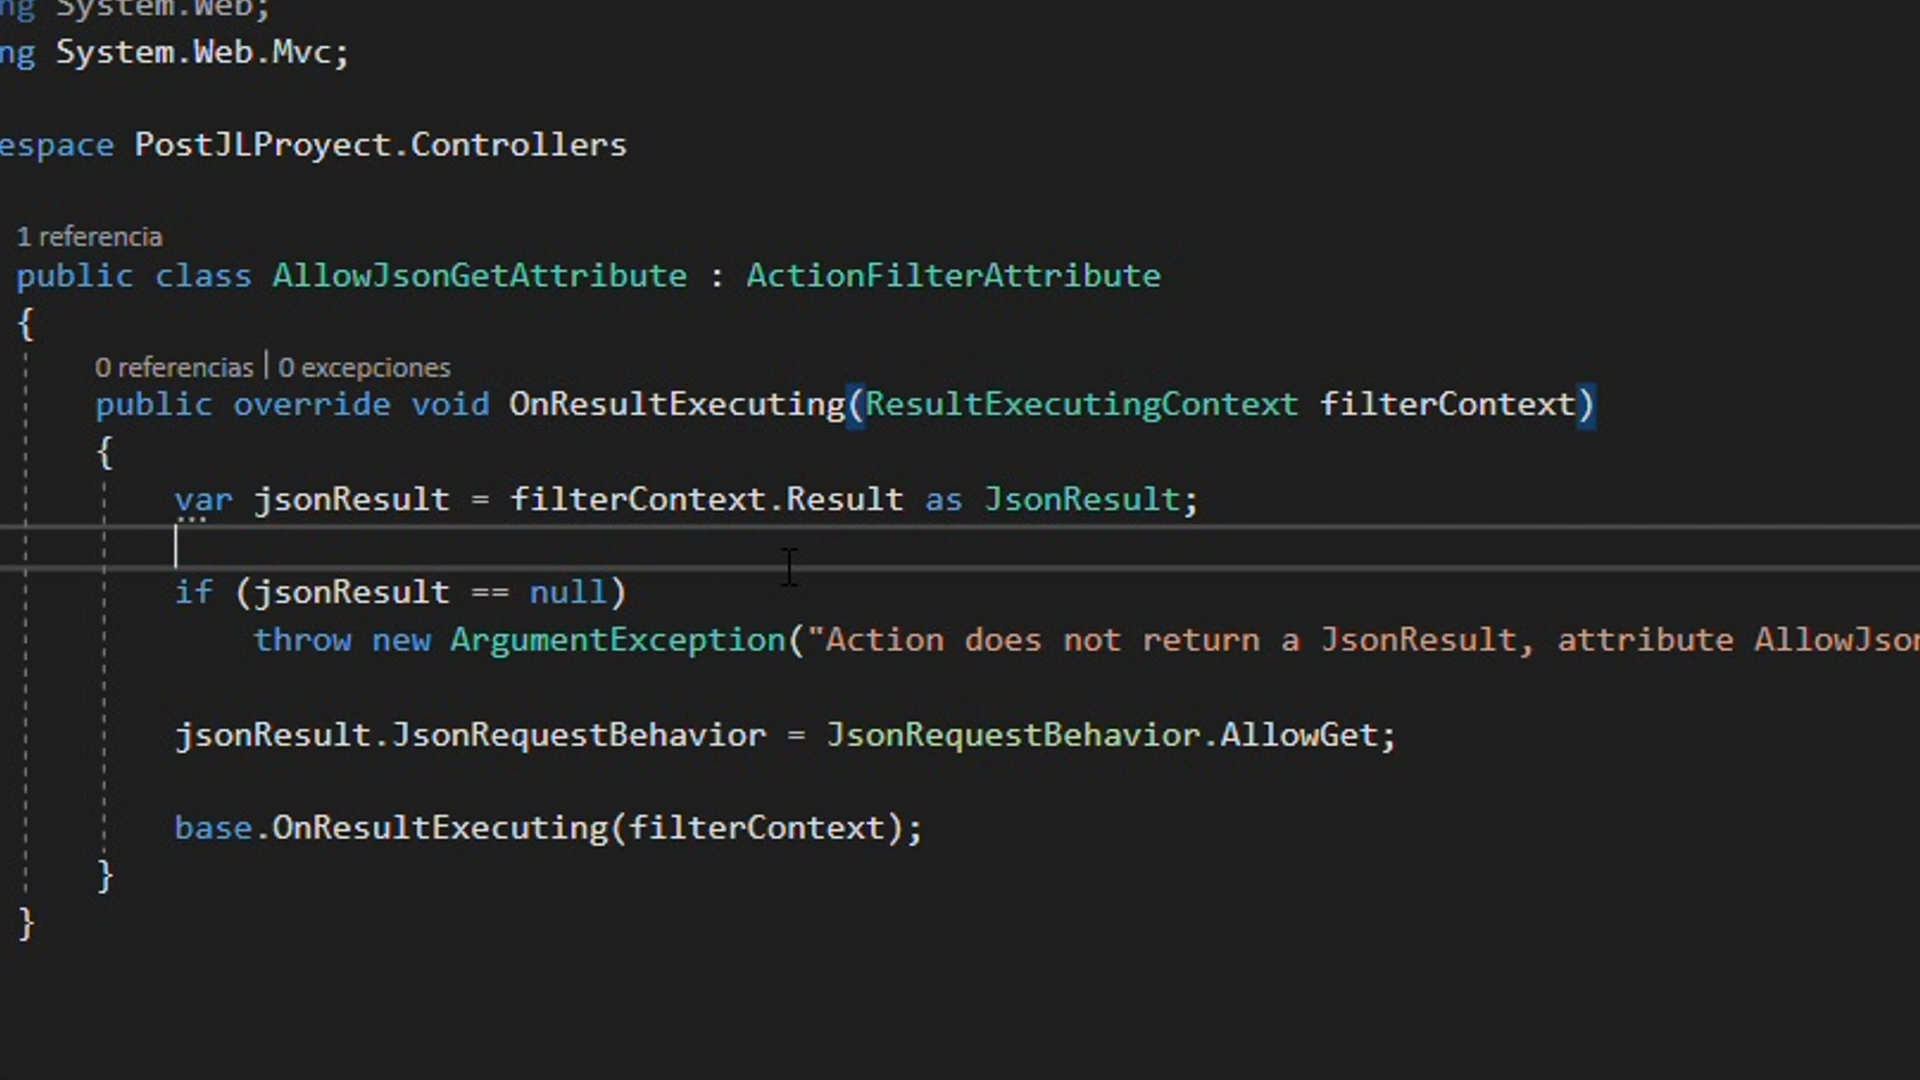 ng System.Web;
ng System.Web.Mvc;
espace PostJLProyect.Controllers
1 referencia
public class AllowJsonGetAttribute : ActionFilterAttribute
{
0 referencias | 0 excepciones
public override void OnResultExecuting(ResultExecutingContext filterContext)
{
var jsonResult = filterContext.Result as JsonResult;
if (jsonResult == null)
throw new ArgumentException("Action does not return a JsonResult, attribute AllowJson
jsonResult.JsonRequestBehavior = JsonRequestBehavior.AllowGet;
base.OnResultExecuting(filterContext);
}
}